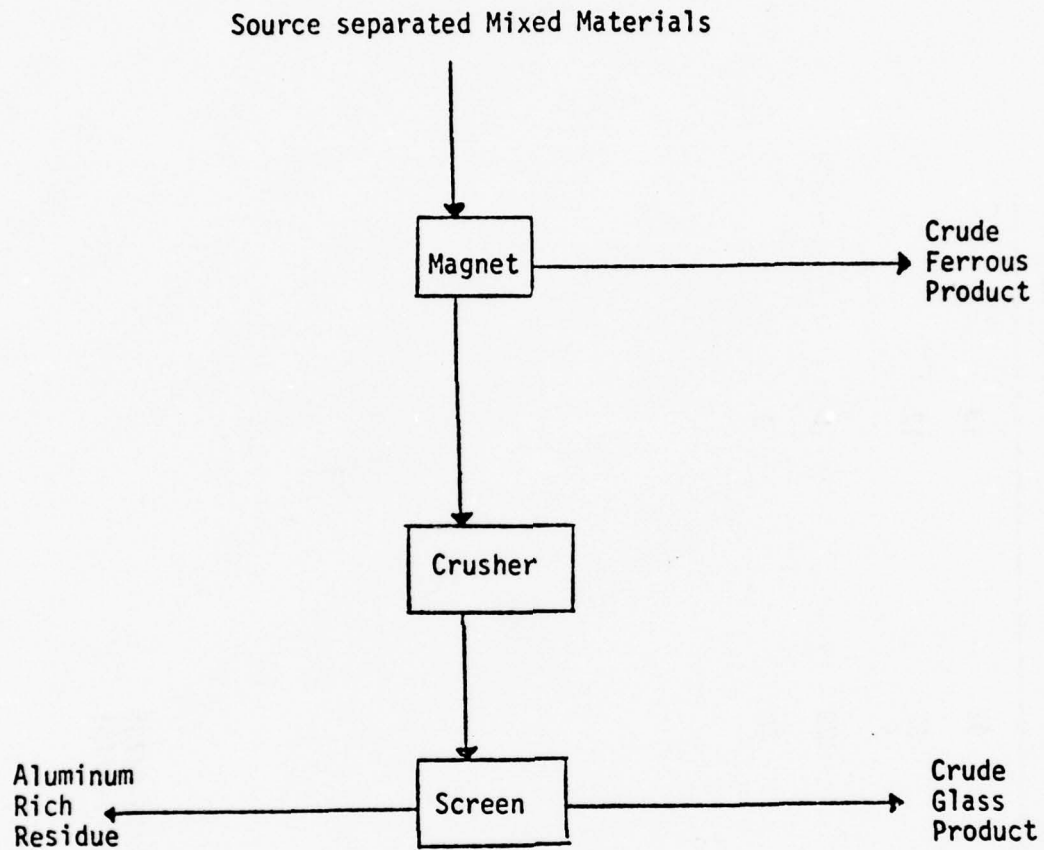 Source separated Mixed Materials
Magnet
Crude
Ferrous
Product
Crusher
Aluminum
Rich
Residue
Screen
Crude
Glass
Product